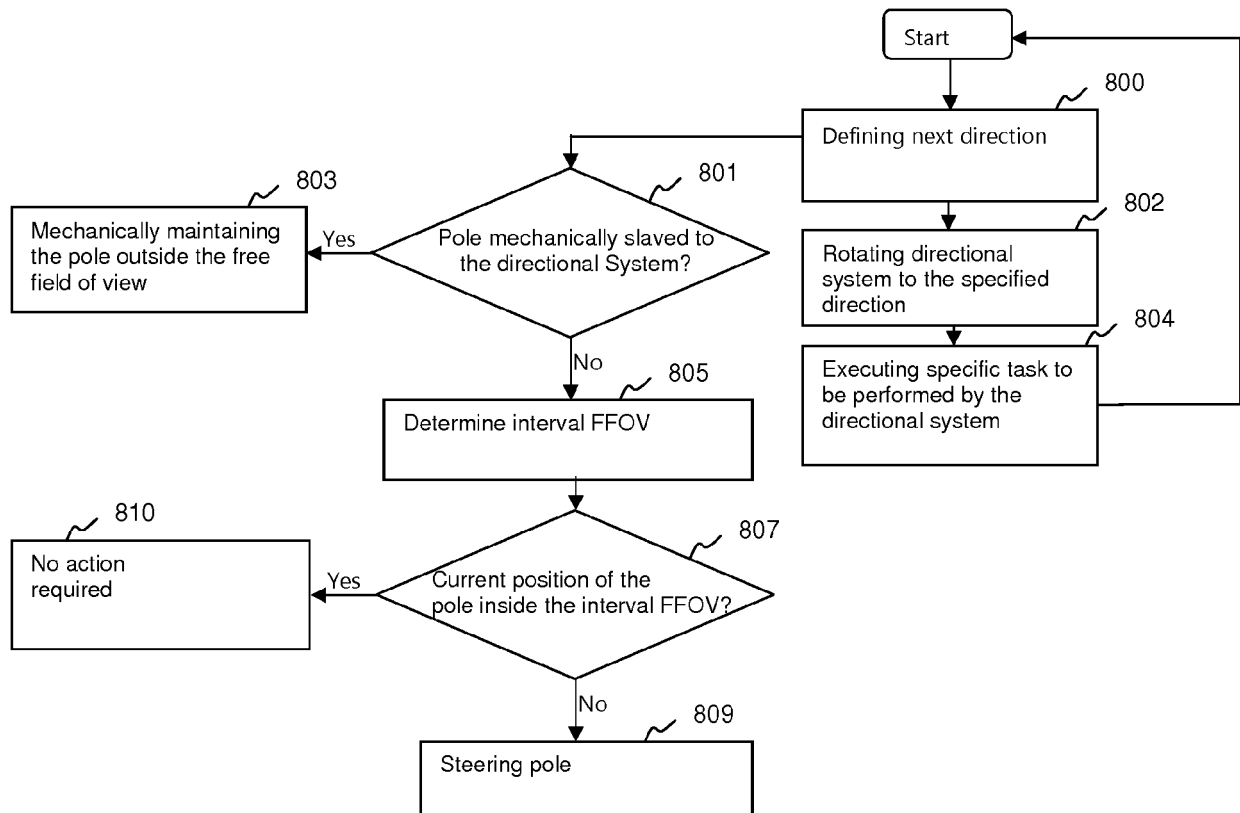 Start
800
Defining next direction
801
Pole mechanically slaved to
the directional System?
803
Mechanically maintaining
the pole outside the free
field of view
Yes
802
Rotating directional
system to the specified
direction
804
Executing specific task to
be performed by the
directional system
No
805
Determine interval FFOV
810
No action
required
Yes
807
Current position of the
pole inside the interval FFOV?
No
809
Steering pole